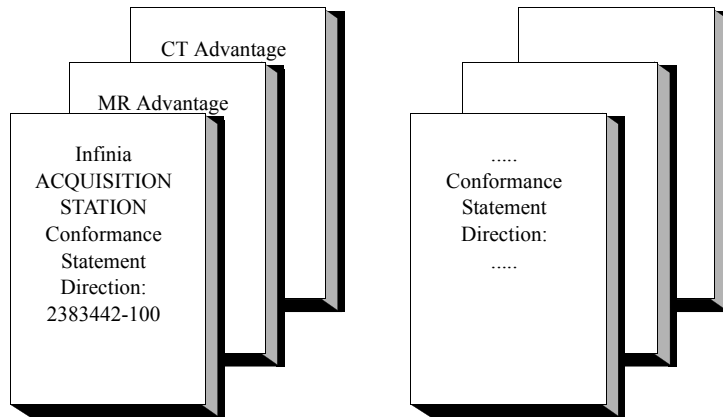 CT Advantage
MR Advantage
Infinia
ACQUISITION
STATION
Conformance
Statement
Direction:
2383442-100
.....
Conformance
Statement
Direction:
.....